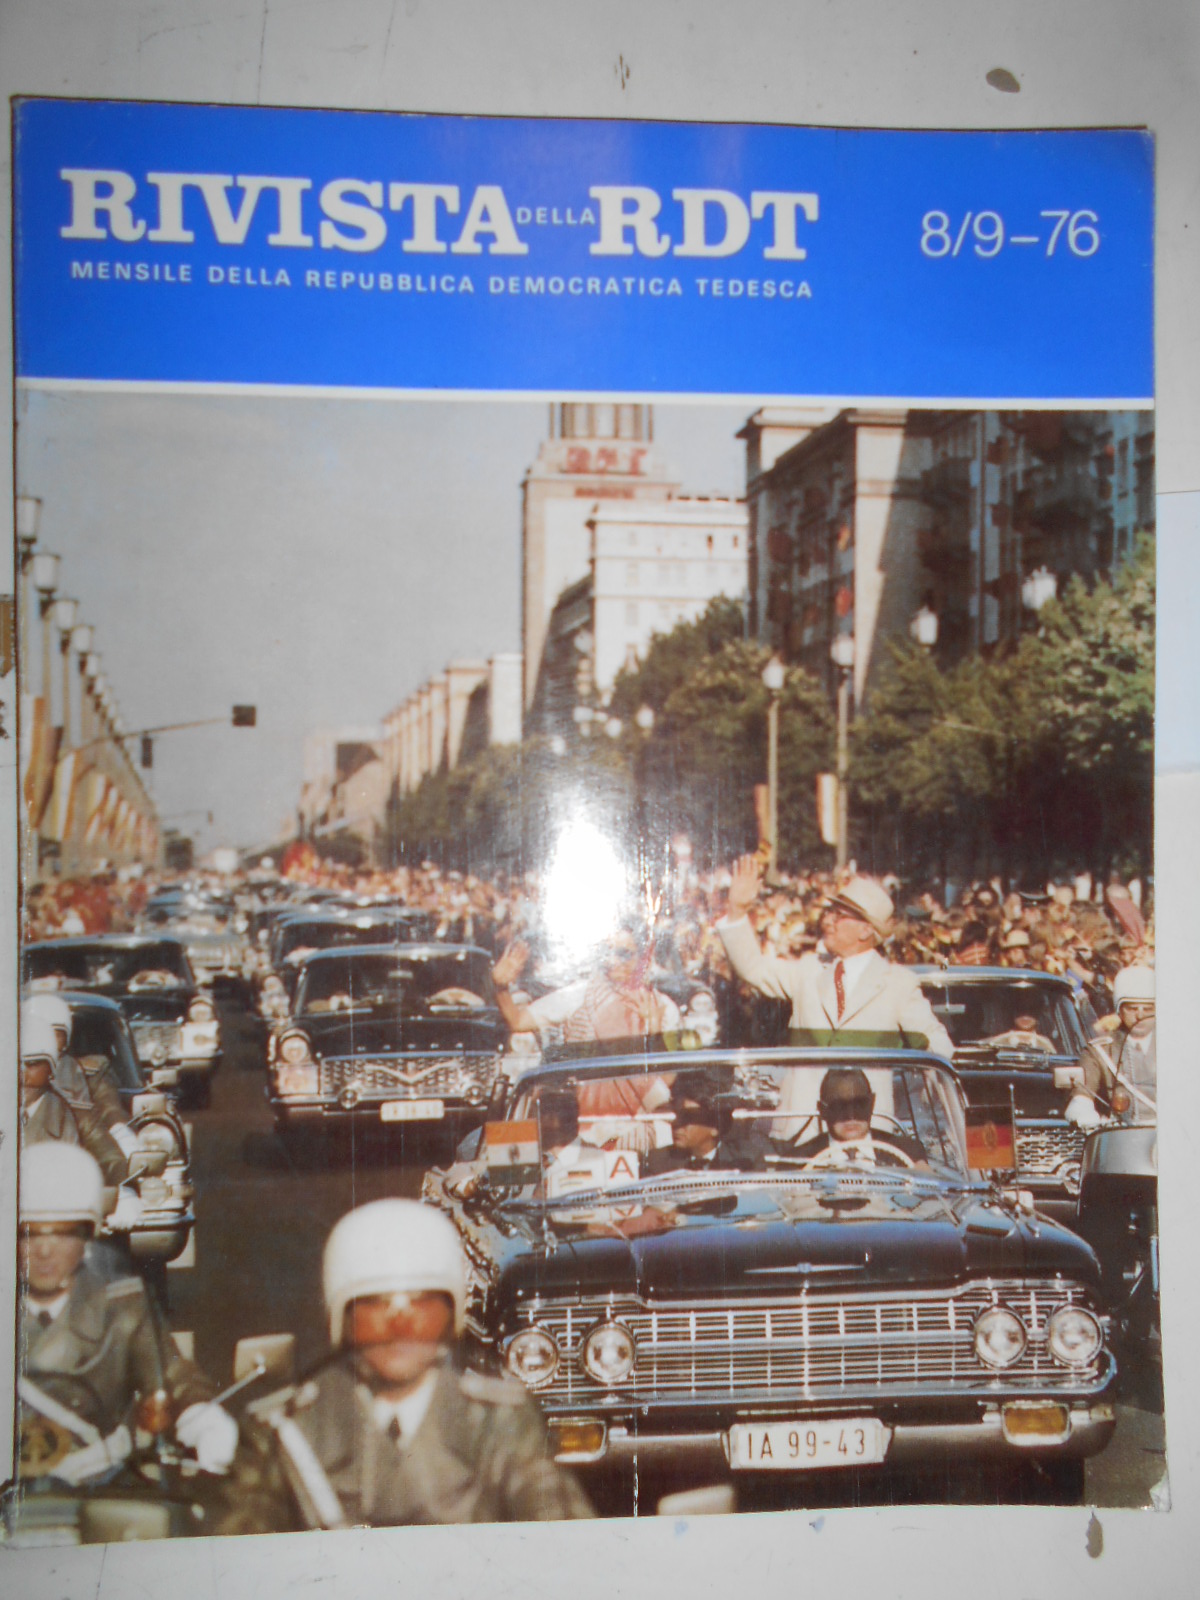 RIVISTA DELLA RDT
8/9-76
MENSILE DELLA REPUBBLICA DEMOCRATICA TEDESCA
A
IA 99-43